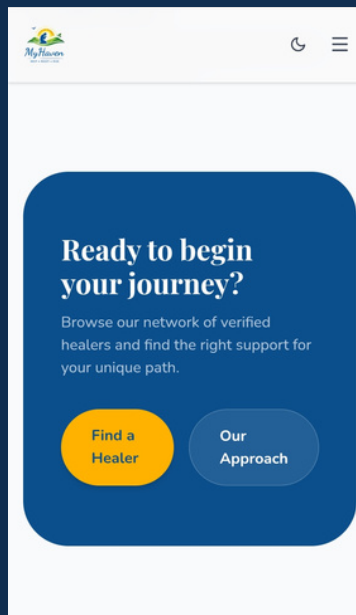 MyHaven
Ready to begin
your journey?
Browse our network of verified
healers and find the right support for
your unique path.
Find a
Healer
Our
Approach